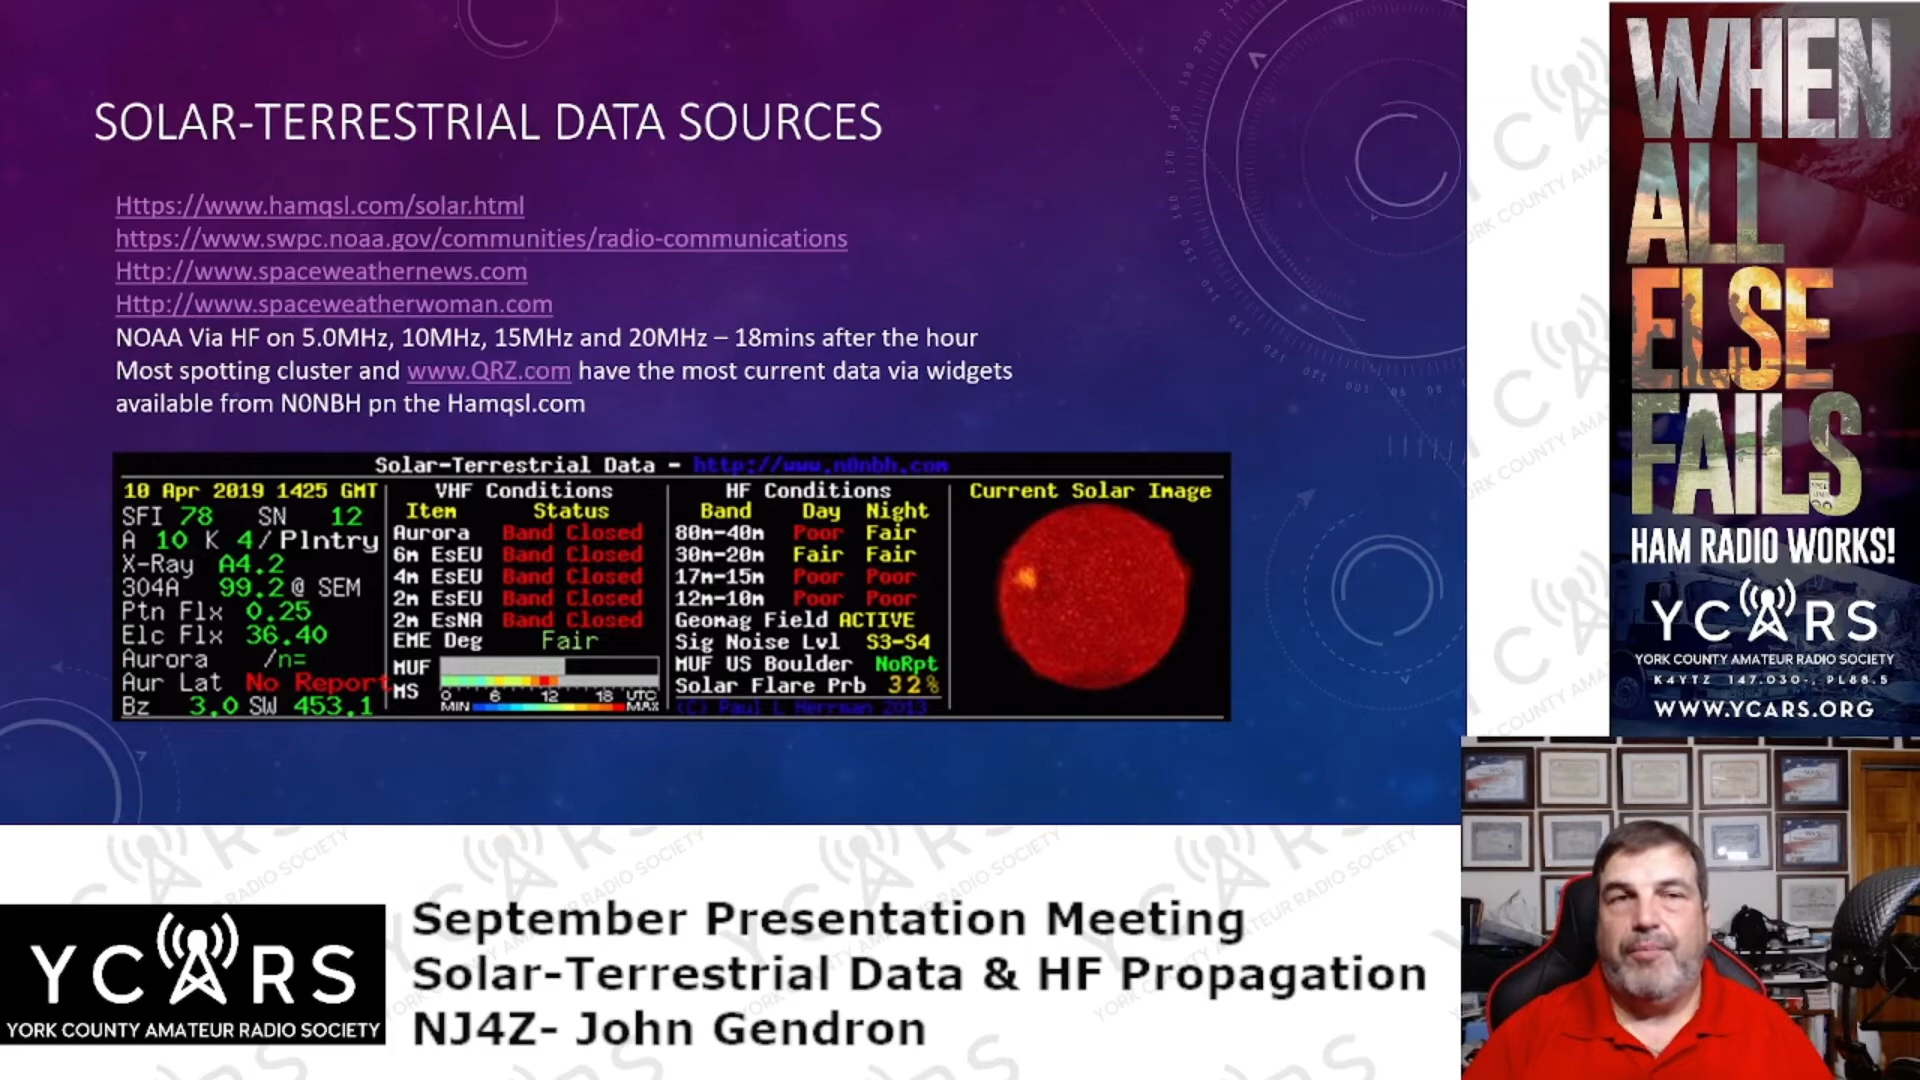 SOLAR-TERRESTRIAL DATA SOURCES
Https://www.hamqsl.com/solar.html
https://www.swpc.noaa.gov/communities/radio-communications
Http://www.spaceweathernews.com
Http://www.spaceweatherwoman.com
NOAA Via HF on 5.0MHz, 10MHz, 15MHz and 20MHz – 18mins after the hour
Most spotting cluster and www.QRZ.com have the most current data via widgets
available from N0NBH pn the Hamqsl.com
Solar-Terrestrial Data - http://www.n0nbh.com
10 Apr 2019 1425 GMT
SFI 78 SN 12
A 10 K 4/Plntry
X-Ray A4.2
304A 99.2 @ SEM
Ptn Flx 0.25
Elc Flx 36.40
Aurora /n=
Aur Lat No Report
Bz 3.0 SW 453.1
VHF Conditions
Item Status
Aurora Band Closed
6m EsEU Band Closed
4m EsEU Band Closed
2m EsEU Band Closed
2m EsNA Band Closed
EME Deg Fair
MUF
MS
0 6 12 18 UTC
MIN MAX
HF Conditions
Band Day Night
80m-40m Poor Fair
30m-20m Fair Fair
17m-15m Poor Poor
12m-10m Poor Poor
Geomag Field ACTIVE
Sig Noise Lvl S3-S4
MUF US Boulder NoRpt
Solar Flare Prb 32%
(C) Paul L Herrman 2013
Current Solar Image
WHEN
ALL
ELSE
FAILS
HAM RADIO WORKS!
YCARS
YORK COUNTY AMATEUR RADIO SOCIETY
K4YTZ 147.030-, PL88.5
WWW.YCARS.ORG
YCARS
YORK COUNTY AMATEUR RADIO SOCIETY
September Presentation Meeting
Solar-Terrestrial Data & HF Propagation
NJ4Z- John Gendron